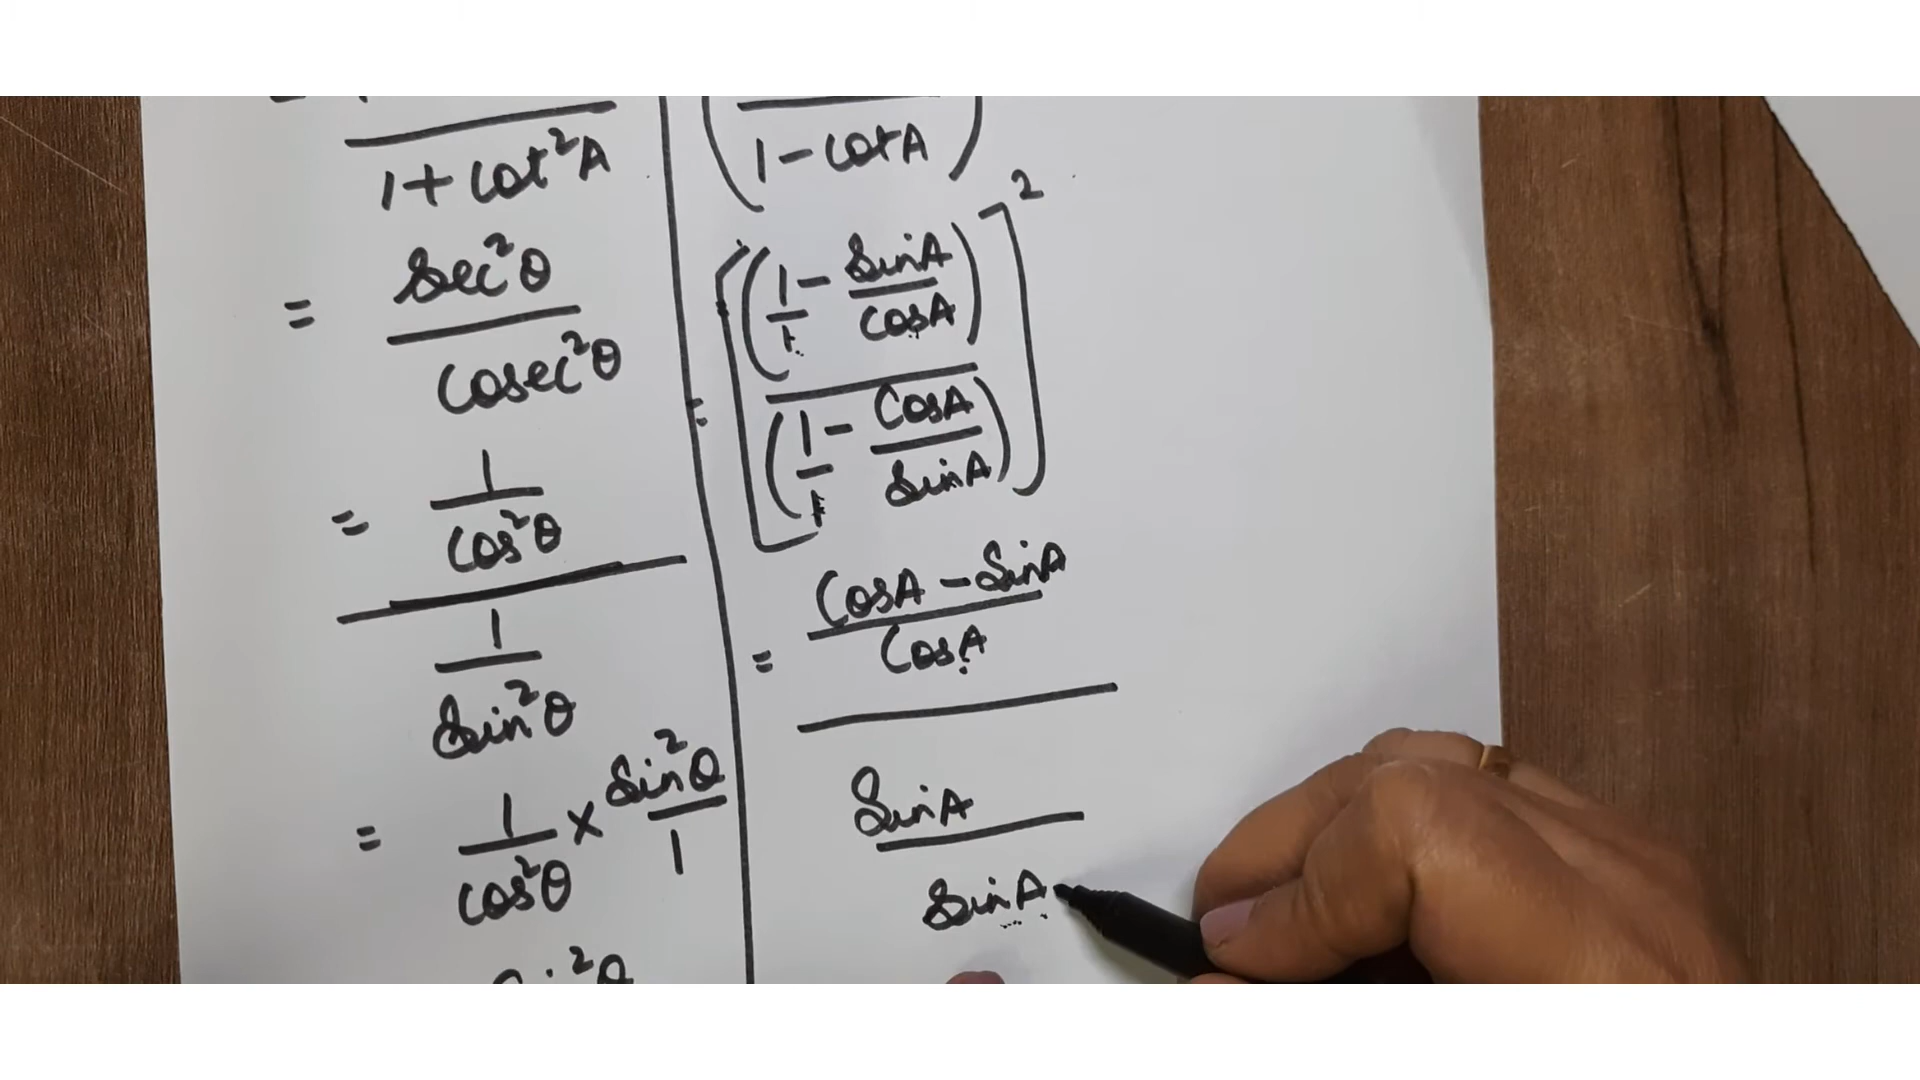 1 + cot²A
= sec²θ
cosec²θ
= 1
cos²θ
1
sin²θ
= 1 × sin²θ
cos²θ 1
(1 - cotA)
= [(1/1 - sinA/cosA)
(1/1 - cosA/sinA)]²
= cosA - sinA
cosA
sinA
sinA